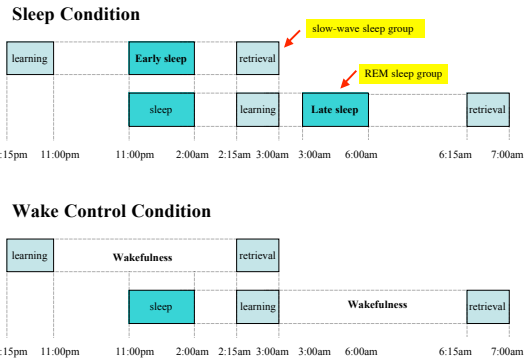 Sleep Condition
slow-wave sleep group
learning Early sleep retrieval
REM sleep group
sleep learning Late sleep retrieval
:15pm 11:00pm 11:00pm 2:00am 2:15am 3:00am 3:00am 6:00am 6:15am 7:00am
Wake Control Condition
learning Wakefulness retrieval
sleep learning Wakefulness retrieval
:15pm 11:00pm 11:00pm 2:00am 2:15am 3:00am 3:00am 6:00am 6:15am 7:00am